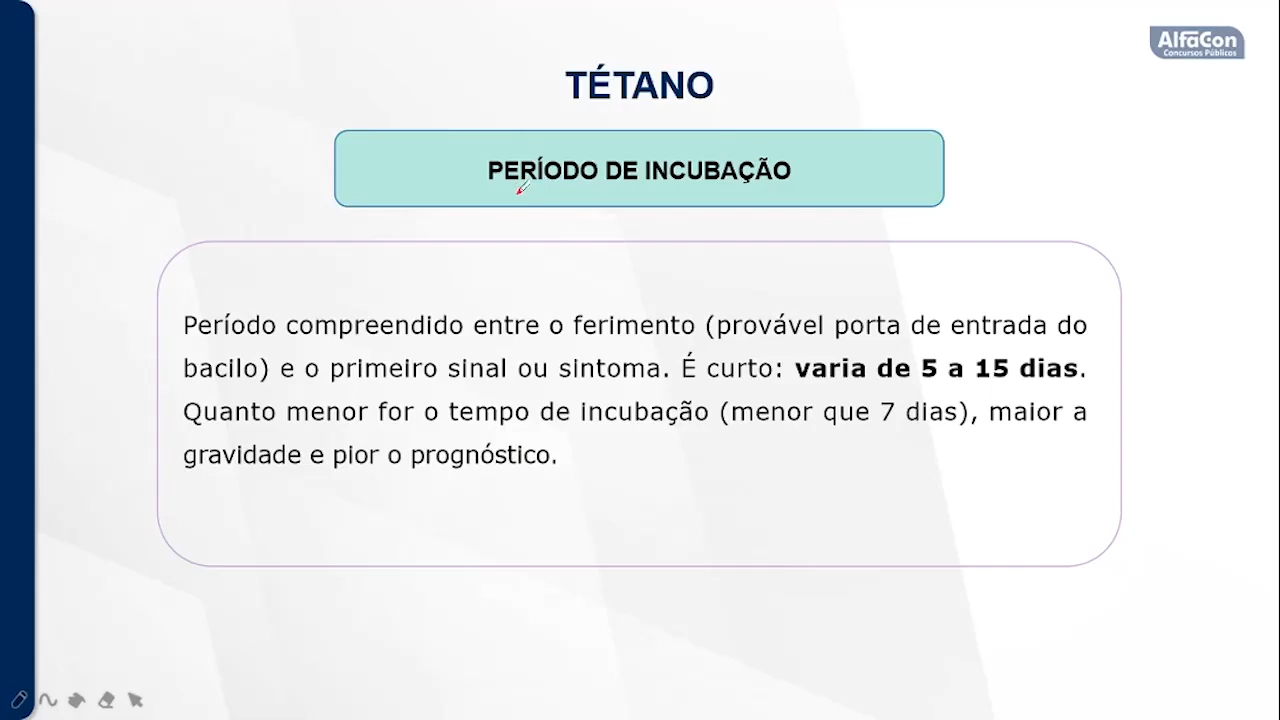 AlfaCon
Concursos Públicos
TÉTANO
PERÍODO DE INCUBAÇÃO
Período compreendido entre o ferimento (provável porta de entrada do
bacilo) e o primeiro sinal ou sintoma. É curto: varia de 5 a 15 dias.
Quanto menor for o tempo de incubação (menor que 7 dias), maior a
gravidade e pior o prognóstico.